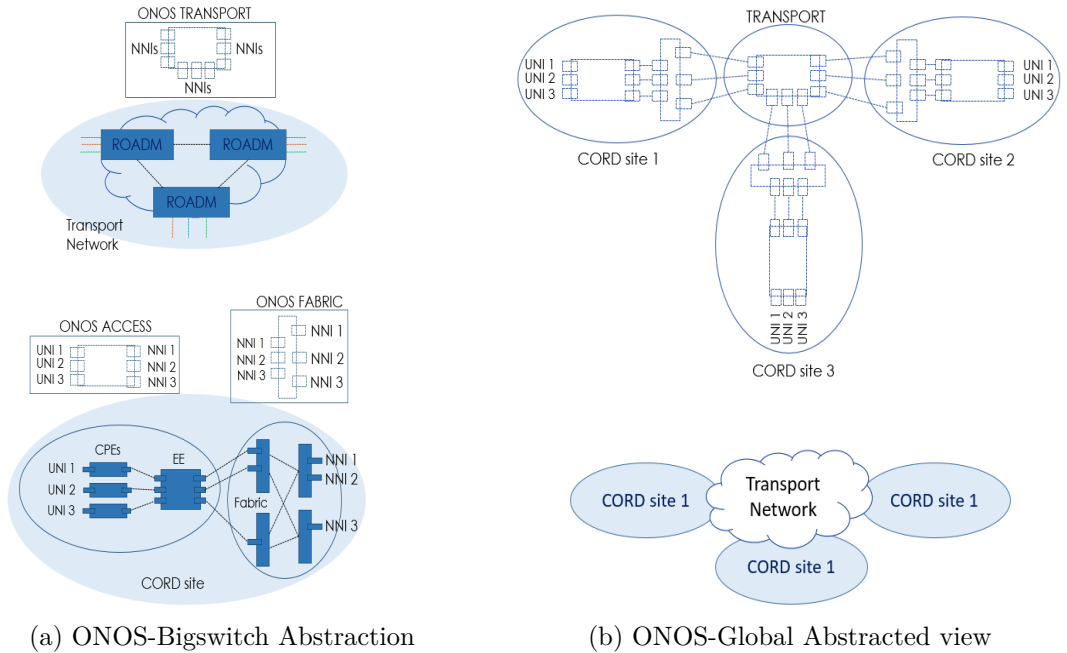 ONOS TRANSPORT
NNIs
NNIs
NNIs
ROADM
ROADM
ROADM
Transport
Network
ONOS ACCESS
UNI 1
UNI 2
UNI 3
NNI 1
NNI 2
NNI 3
ONOS FABRIC
NNI 1
NNI 2
NNI 3
NNI 1
NNI 2
NNI 3
CPEs
EE
UNI 1
UNI 2
UNI 3
Fabric
NNI 1
NNI 2
NNI 3
CORD site
(a) ONOS-Bigswitch Abstraction
TRANSPORT
UNI 1
UNI 2
UNI 3
CORD site 1
UNI 1
UNI 2
UNI 3
CORD site 2
UNI 1
UNI 2
UNI 3
CORD site 3
CORD site 1
Transport
Network
CORD site 1
CORD site 1
(b) ONOS-Global Abstracted view